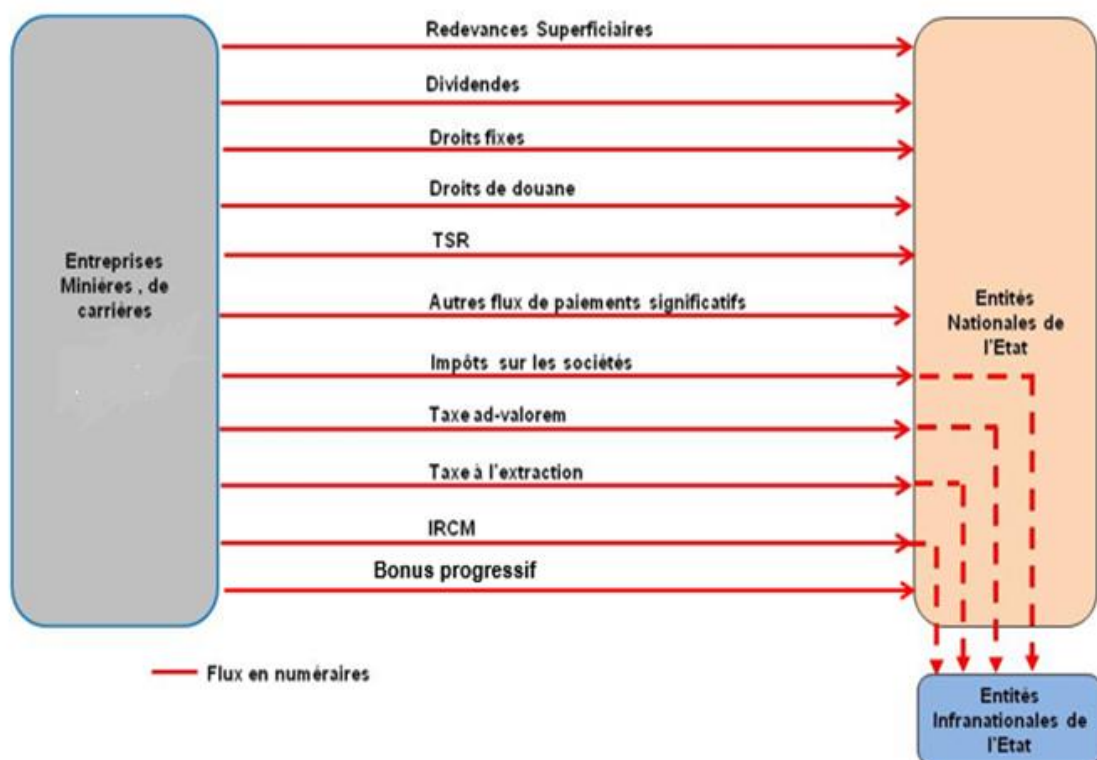 Redevances Superficiaires
Dividendes
Droits fixes
Droits de douane
TSR
Entreprises
Minières , de
carrières
Autres flux de paiements significatifs
Entités
Nationales de
l'Etat
Impôts sur les sociétés
Taxe ad-valorem
Taxe à l'extraction
IRCM
Bonus progressif
Flux en numéraires
Entités
Infranationales de
l'Etat